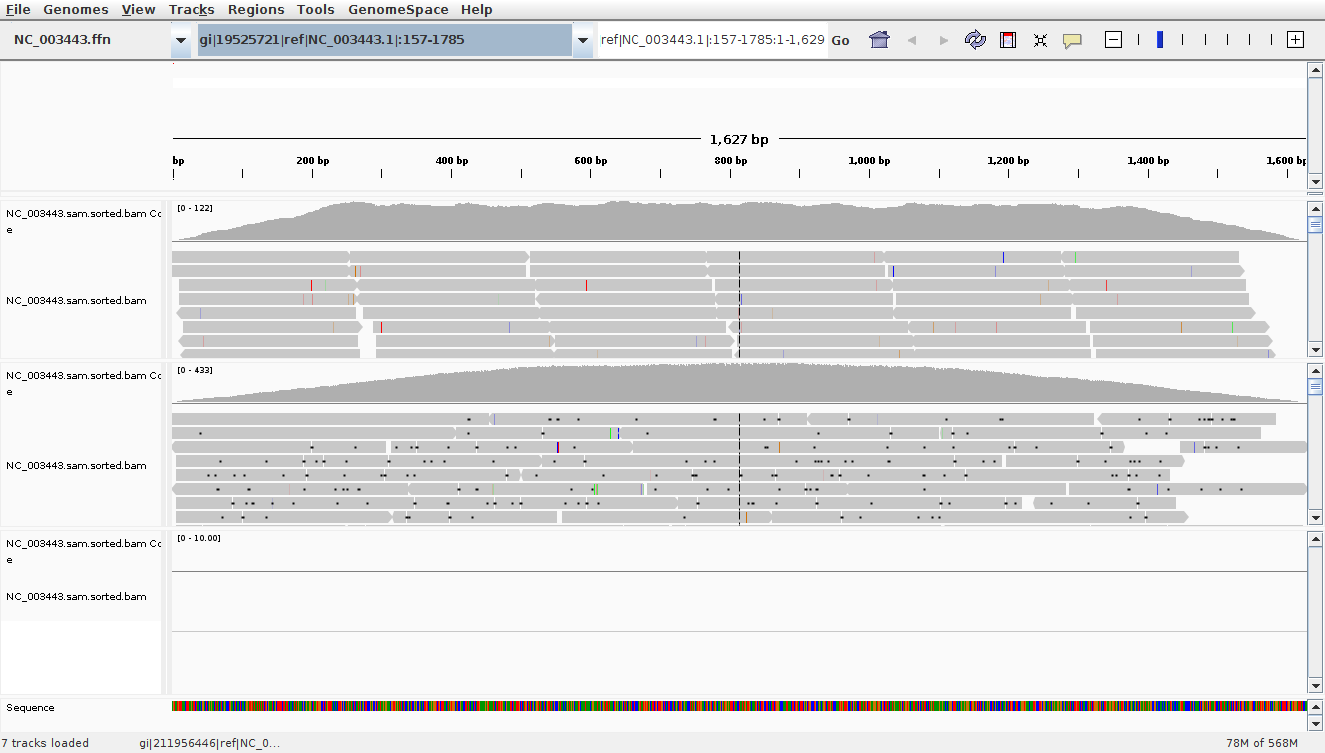 File Genomes View Tracks Regions Tools GenomeSpace Help
NC_003443.ffn gi|19525721|ref|NC_003443.1|:157-1785 ref|NC_003443.1|:157-1785:1-1,629 Go
1,627 bp
bp 200 bp 400 bp 600 bp 800 bp 1,000 bp 1,200 bp 1,400 bp 1,600 bp
NC_003443.sam.sorted.bam Cc [0 - 122]
e
NC_003443.sam.sorted.bam
NC_003443.sam.sorted.bam Cc [0 - 433]
e
NC_003443.sam.sorted.bam
NC_003443.sam.sorted.bam Cc [0 - 10.00]
e
NC_003443.sam.sorted.bam
Sequence
7 tracks loaded gi|211956446|ref|NC_0... 78M of 568M